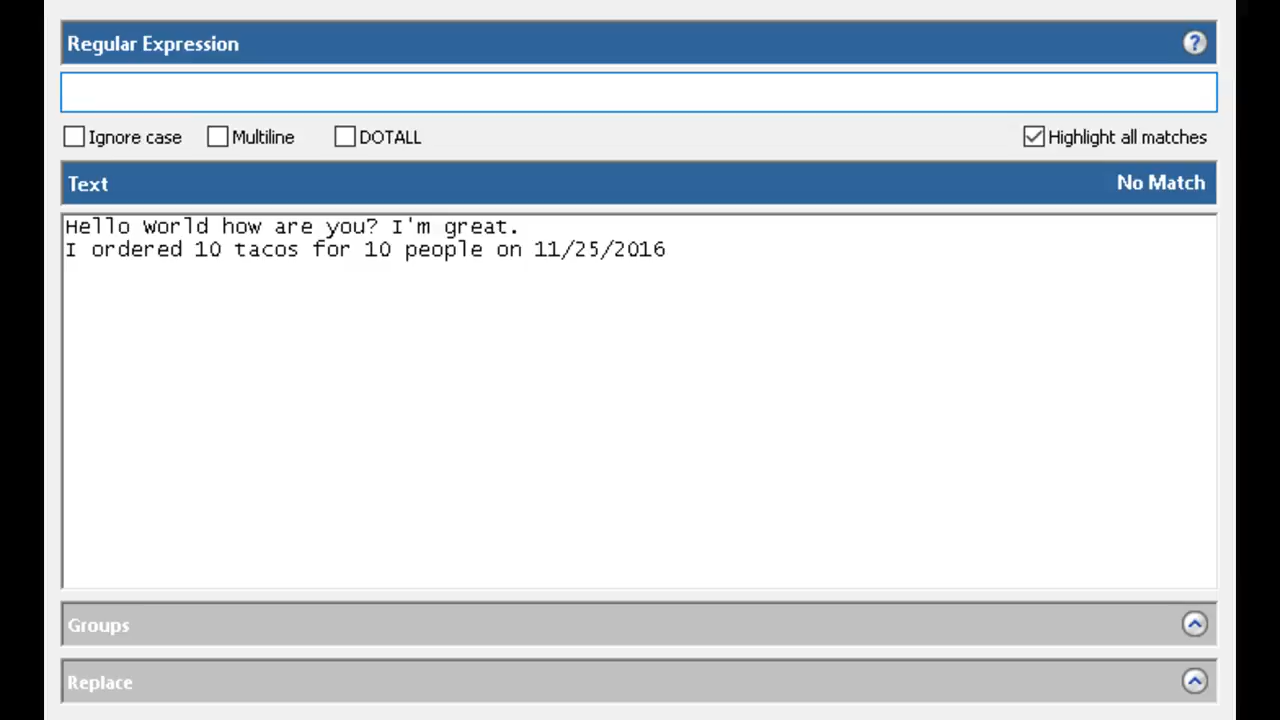 Regular Expression
Ignore case Multiline DOTALL Highlight all matches
Text No Match
Hello World how are you? I'm great.
I ordered 10 tacos for 10 people on 11/25/2016
Groups
Replace